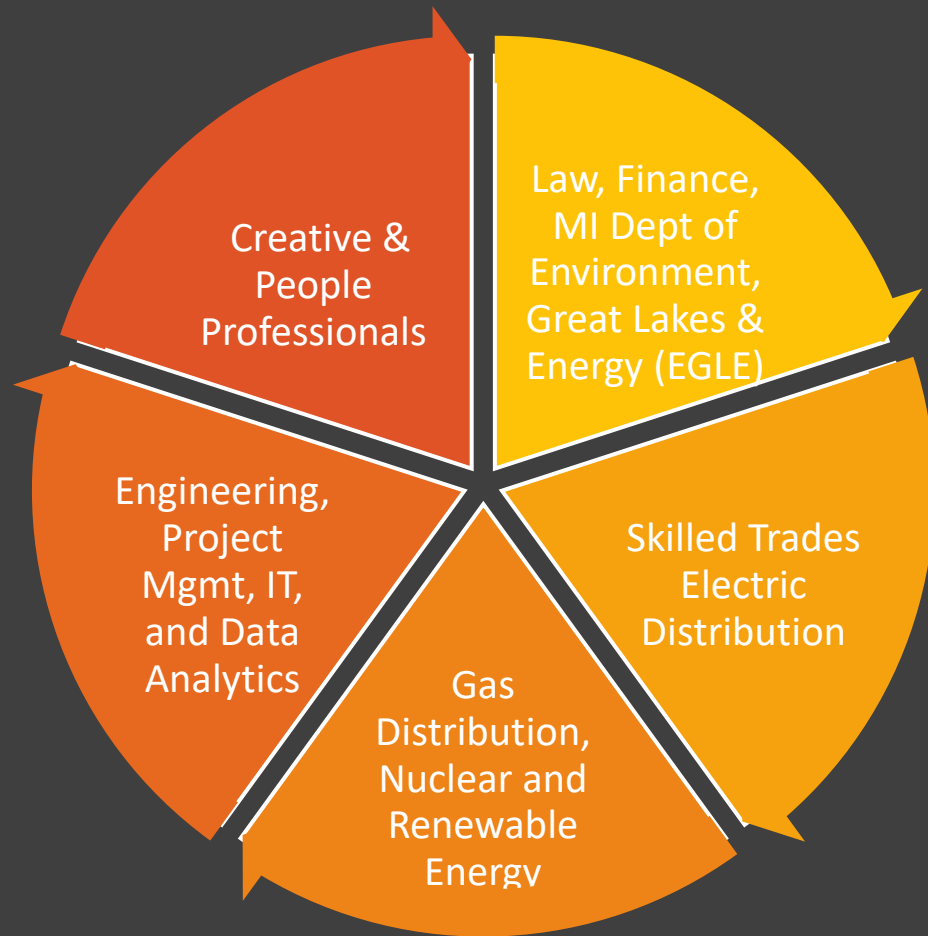 Law, Finance,
MI Dept of
Environment,
Great Lakes &
Energy (EGLE)
Skilled Trades
Electric
Distribution
Gas
Distribution,
Nuclear and
Renewable
Energy
Engineering,
Project
Mgmt, IT,
and Data
Analytics
Creative &
People
Professionals